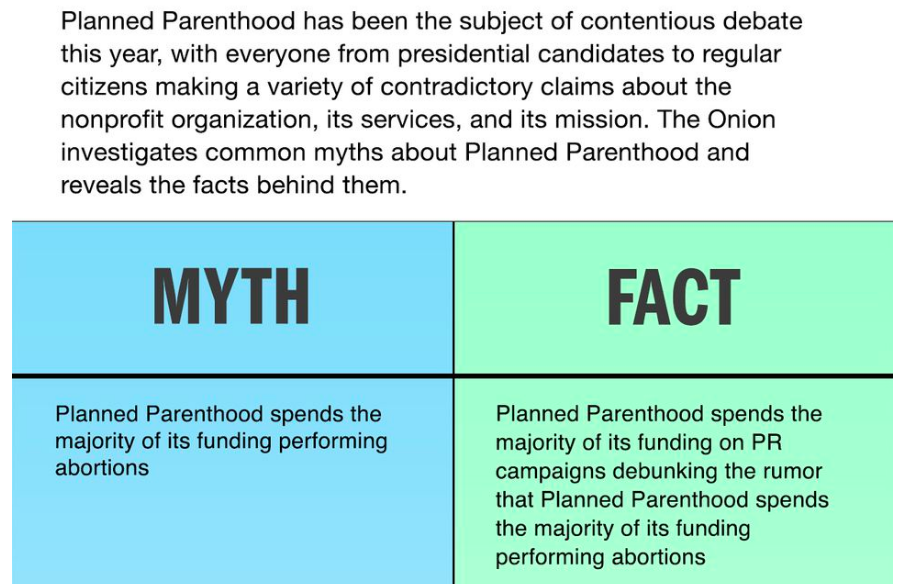 Planned Parenthood has been the subject of contentious debate
this year, with everyone from presidential candidates to regular
citizens making a variety of contradictory claims about the
nonprofit organization, its services, and its mission. The Onion
investigates common myths about Planned Parenthood and
reveals the facts behind them.
MYTH
FACT
Planned Parenthood spends the
majority of its funding performing
abortions
Planned Parenthood spends the
majority of its funding on PR
campaigns debunking the rumor
that Planned Parenthood spends
the majority of its funding
performing abortions